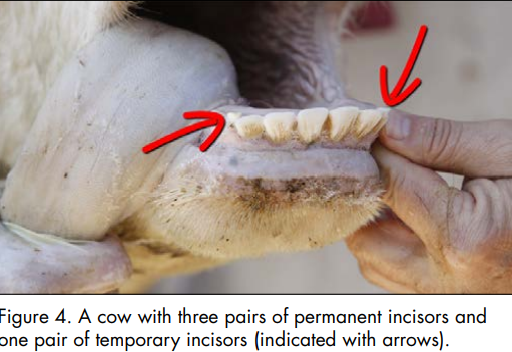 Figure 4. A cow with three pairs of permanent incisors and
one pair of temporary incisors (indicated with arrows).